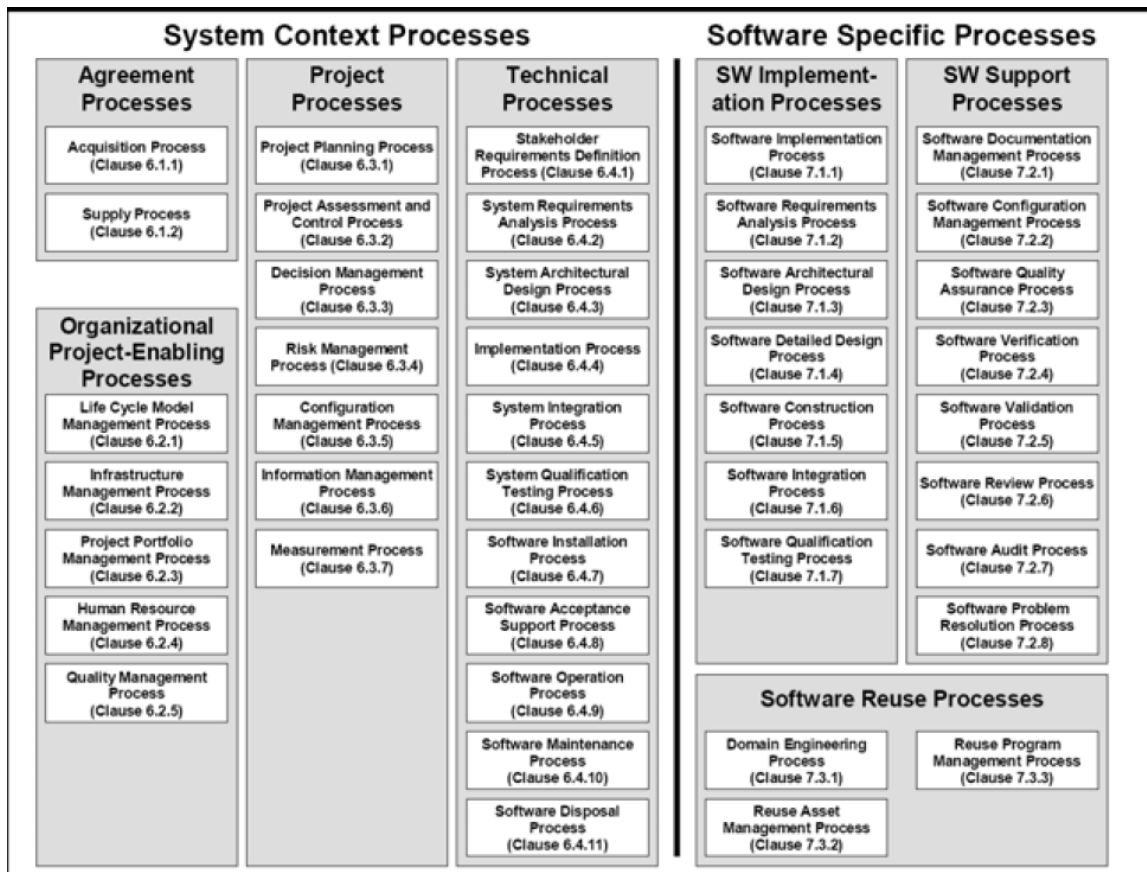 System Context Processes
Software Specific Processes
Agreement
Processes
Acquisition Process
(Clause 6.1.1)
Supply Process
(Clause 6.1.2)
Organizational
Project-Enabling
Processes
Life Cycle Model
Management Process
(Clause 6.2.1)
Infrastructure
Management Process
(Clause 6.2.2)
Project Portfolio
Management Process
(Clause 6.2.3)
Human Resource
Management Process
(Clause 6.2.4)
Quality Management
Process
(Clause 6.2.5)
Project
Processes
Project Planning Process
(Clause 6.3.1)
Project Assessment and
Control Process
(Clause 6.3.2)
Decision Management
Process
(Clause 6.3.3)
Risk Management
Process (Clause 6.3.4)
Configuration
Management Process
(Clause 6.3.5)
Information Management
Process
(Clause 6.3.6)
Measurement Process
(Clause 6.3.7)
Technical
Processes
Stakeholder
Requirements Definition
Process (Clause 6.4.1)
System Requirements
Analysis Process
(Clause 6.4.2)
System Architectural
Design Process
(Clause 6.4.3)
Implementation Process
(Clause 6.4.4)
System Integration
Process
(Clause 6.4.5)
System Qualification
Testing Process
(Clause 6.4.6)
Software Installation
Process
(Clause 6.4.7)
Software Acceptance
Support Process
(Clause 6.4.8)
Software Operation
Process
(Clause 6.4.9)
Software Maintenance
Process
(Clause 6.4.10)
Software Disposal
Process
(Clause 6.4.11)
SW Implement-
ation Processes
Software Implementation
Process
(Clause 7.1.1)
Software Requirements
Analysis Process
(Clause 7.1.2)
Software Architectural
Design Process
(Clause 7.1.3)
Software Detailed Design
Process
(Clause 7.1.4)
Software Construction
Process
(Clause 7.1.5)
Software Integration
Process
(Clause 7.1.6)
Software Qualification
Testing Process
(Clause 7.1.7)
SW Support
Processes
Software Documentation
Management Process
(Clause 7.2.1)
Software Configuration
Management Process
(Clause 7.2.2)
Software Quality
Assurance Process
(Clause 7.2.3)
Software Verification
Process
(Clause 7.2.4)
Software Validation
Process
(Clause 7.2.5)
Software Review Process
(Clause 7.2.6)
Software Audit Process
(Clause 7.2.7)
Software Problem
Resolution Process
(Clause 7.2.8)
Software Reuse Processes
Domain Engineering
Process
(Clause 7.3.1)
Reuse Asset
Management Process
(Clause 7.3.2)
Reuse Program
Management Process
(Clause 7.3.3)